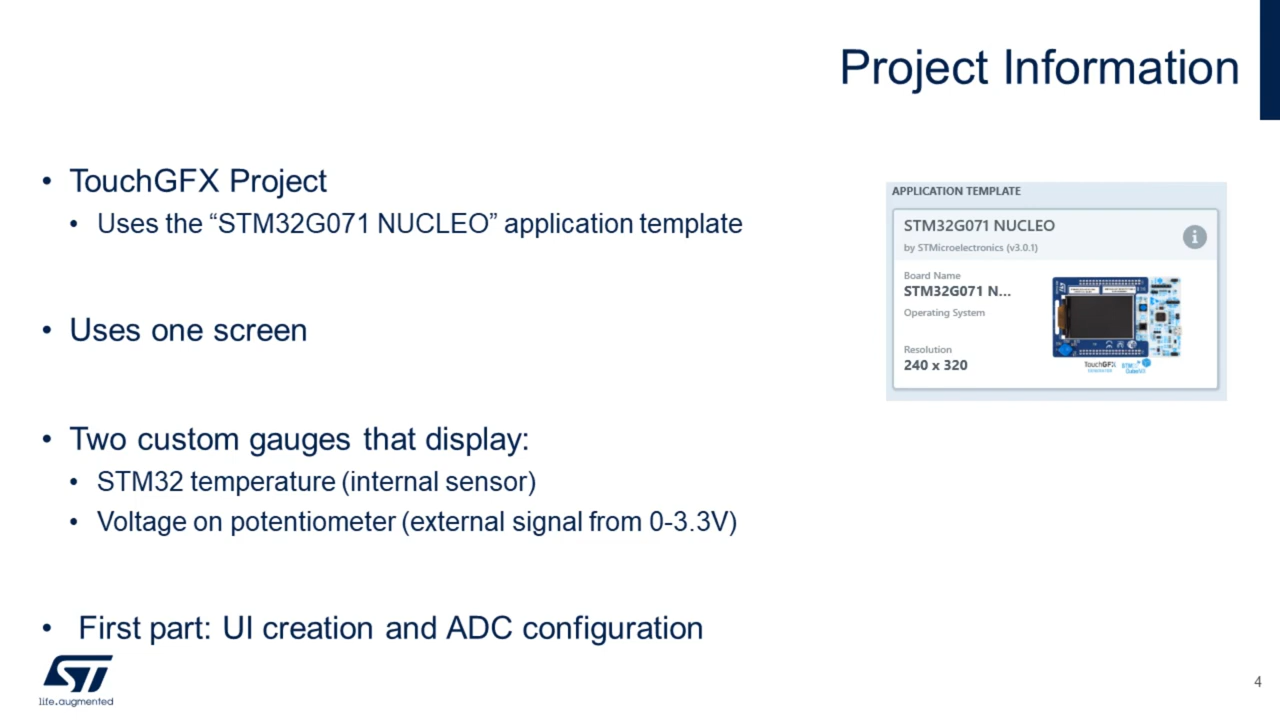 Project Information
• TouchGFX Project
• Uses the “STM32G071 NUCLEO” application template
• Uses one screen
• Two custom gauges that display:
• STM32 temperature (internal sensor)
• Voltage on potentiometer (external signal from 0-3.3V)
• First part: UI creation and ADC configuration
APPLICATION TEMPLATE
STM32G071 NUCLEO
by STMicroelectronics (v3.0.1)
Board Name
STM32G071 N...
Operating System
Resolution
240 x 320
TouchGFX
ST
life.augmented
4